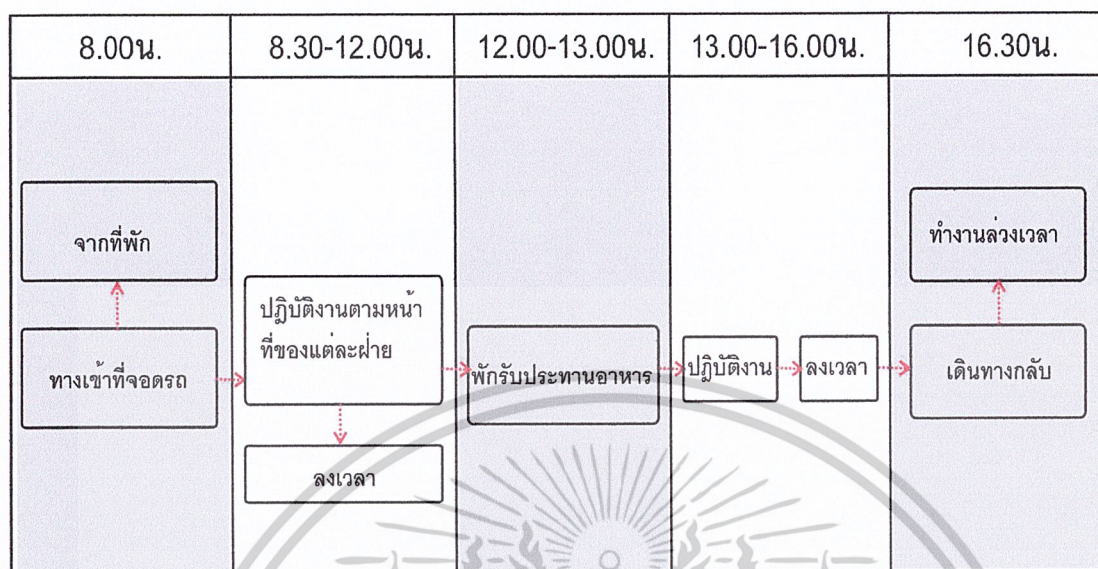 8.00น.
8.30-12.00น.
12.00-13.00น.
13.00-16.00น.
16.30น.
จากที่พัก
ทางเข้าที่จอดรถ
ปฎิบัติงานตามหน้า
ที่ของแต่ละฝ่าย
ลงเวลา
พักรับประทานอาหาร
ปฎิบัติงาน
ลงเวลา
ทำงานล่วงเวลา
เดินทางกลับ